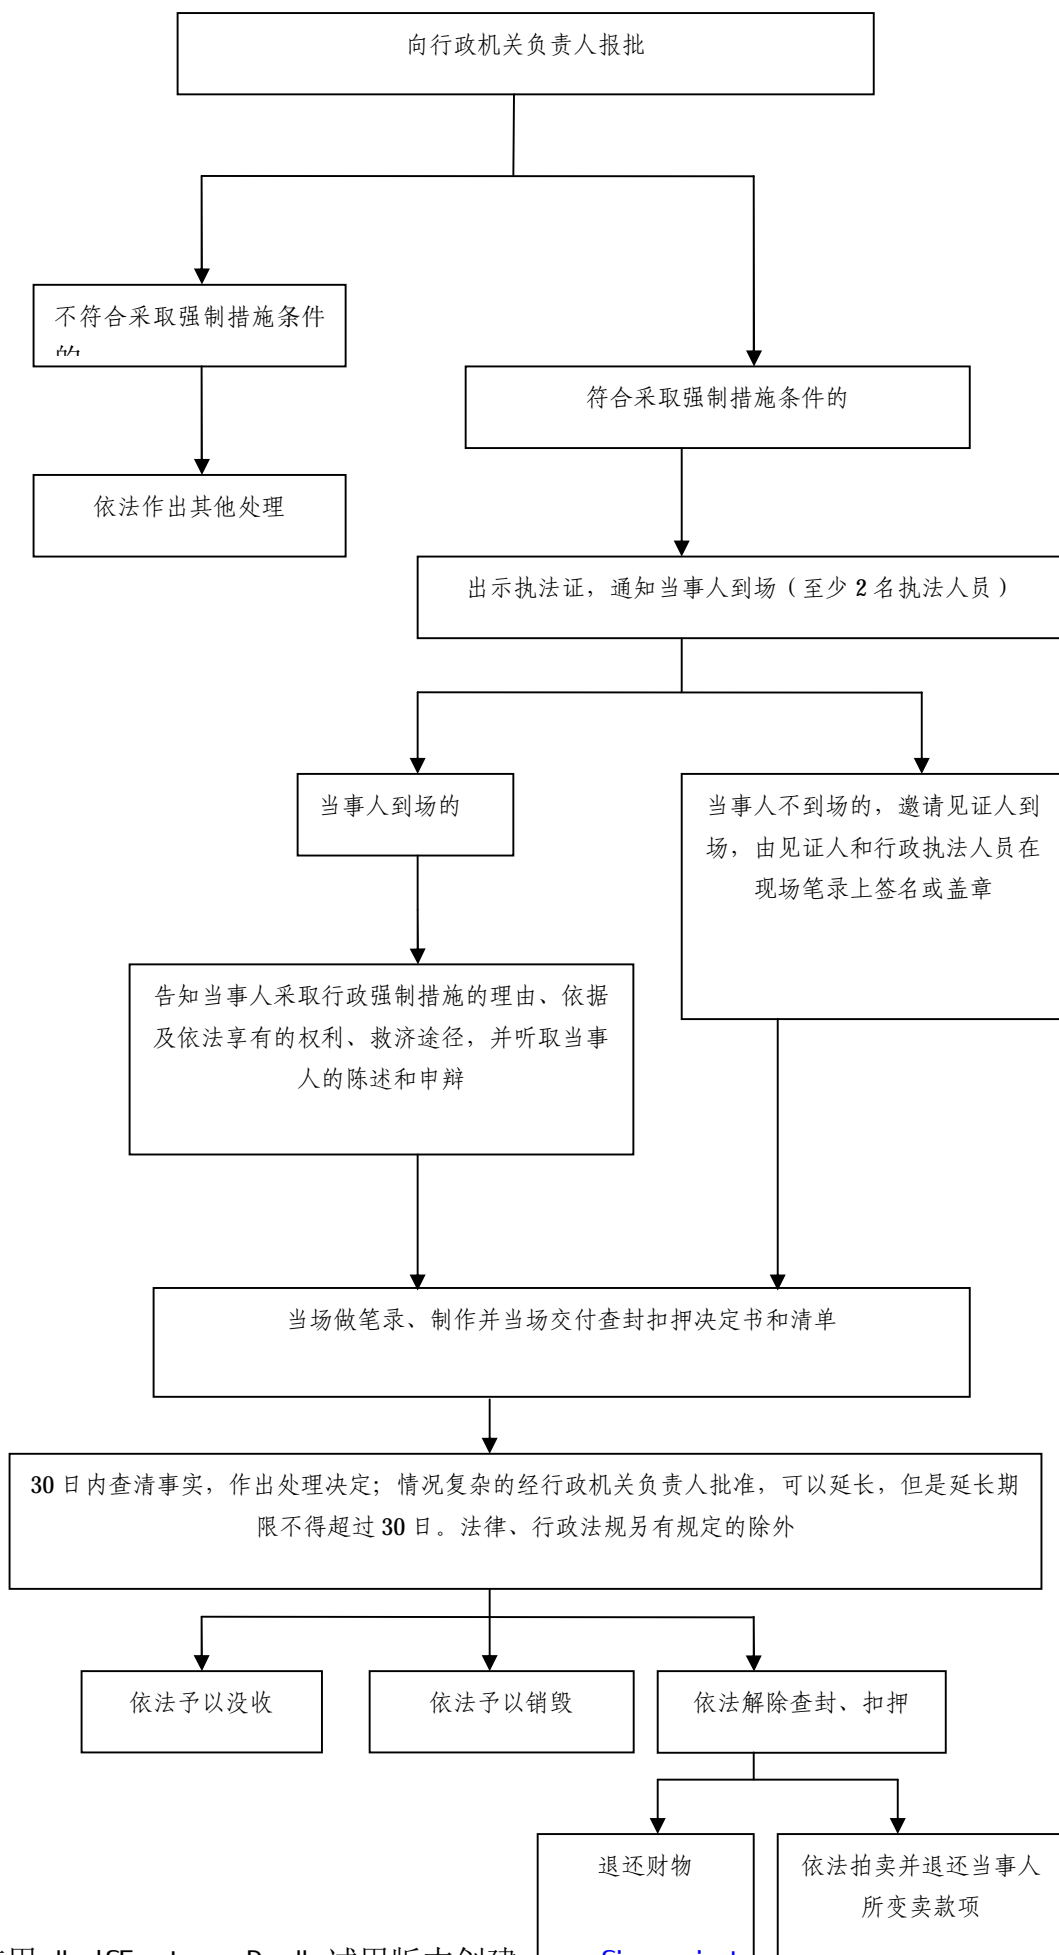 向行政机关负责人报批
不符合采取强制措施条件
的
符合采取强制措施条件的
依法作出其他处理
出示执法证，通知当事人到场（至少 2 名执法人员）
当事人到场的
当事人不到场的，邀请见证人到
场，由见证人和行政执法人员在
现场笔录上签名或盖章
告知当事人采取行政强制措施的理由、依据
及依法享有的权利、救济途径，并听取当事
人的陈述和申辩
当场做笔录、制作并当场交付查封扣押决定书和清单
30 日内查清事实，作出处理决定；情况复杂的经行政机关负责人批准，可以延长，但是延长期
限不得超过 30 日。法律、行政法规另有规定的除外
依法予以没收
依法予以销毁
依法解除查封、扣押
退还财物
依法拍卖并退还当事人
所变卖款项
试用版本创建